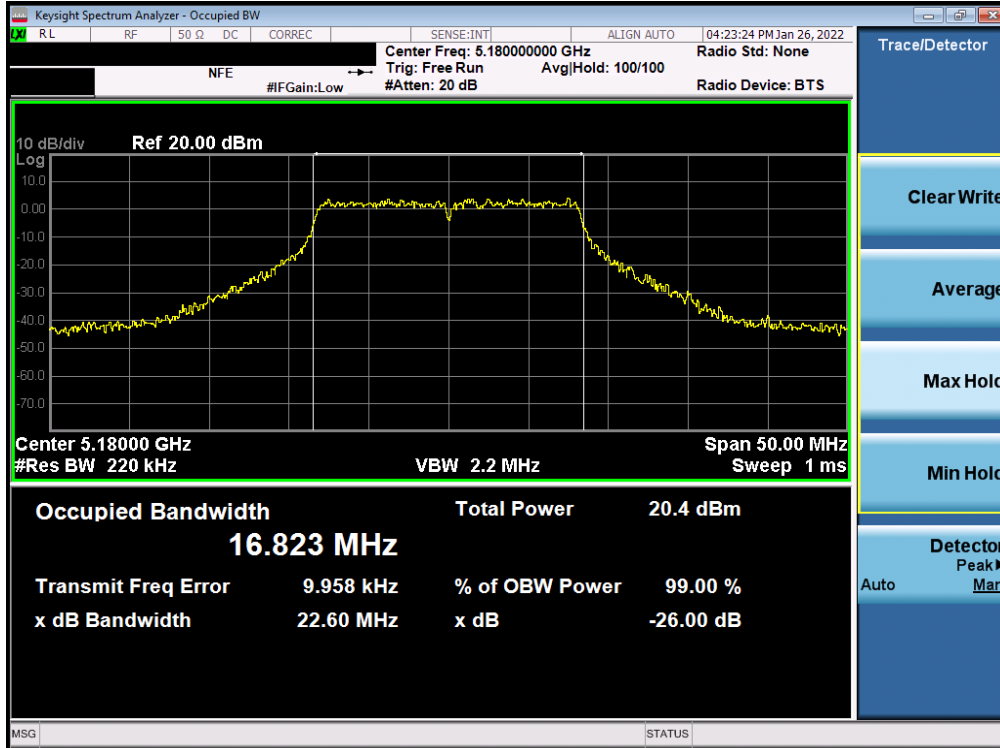 Keysight Spectrum Analyzer - Occupied BW
LXI RL RF 50 Ω DC CORREC SENSE:INT ALIGN AUTO 04:23:24 PM Jan 26, 2022
Center Freq: 5.180000000 GHz Radio Std: None
NFE Trig: Free Run Avg|Hold: 100/100
#IFGain:Low #Atten: 20 dB Radio Device: BTS
Trace/Detector
10 dB/div Ref 20.00 dBm
Log
10.0
0.00
-10.0
-20.0
-30.0
-40.0
-50.0
-60.0
-70.0
Center 5.18000 GHz Span 50.00 MHz
#Res BW 220 kHz VBW 2.2 MHz Sweep 1 ms
Occupied Bandwidth Total Power 20.4 dBm
16.823 MHz
Transmit Freq Error 9.958 kHz % of OBW Power 99.00 %
x dB Bandwidth 22.60 MHz x dB -26.00 dB
Clear Write
Average
Max Hold
Min Hold
Detector
Peak
Auto Man
MSG STATUS